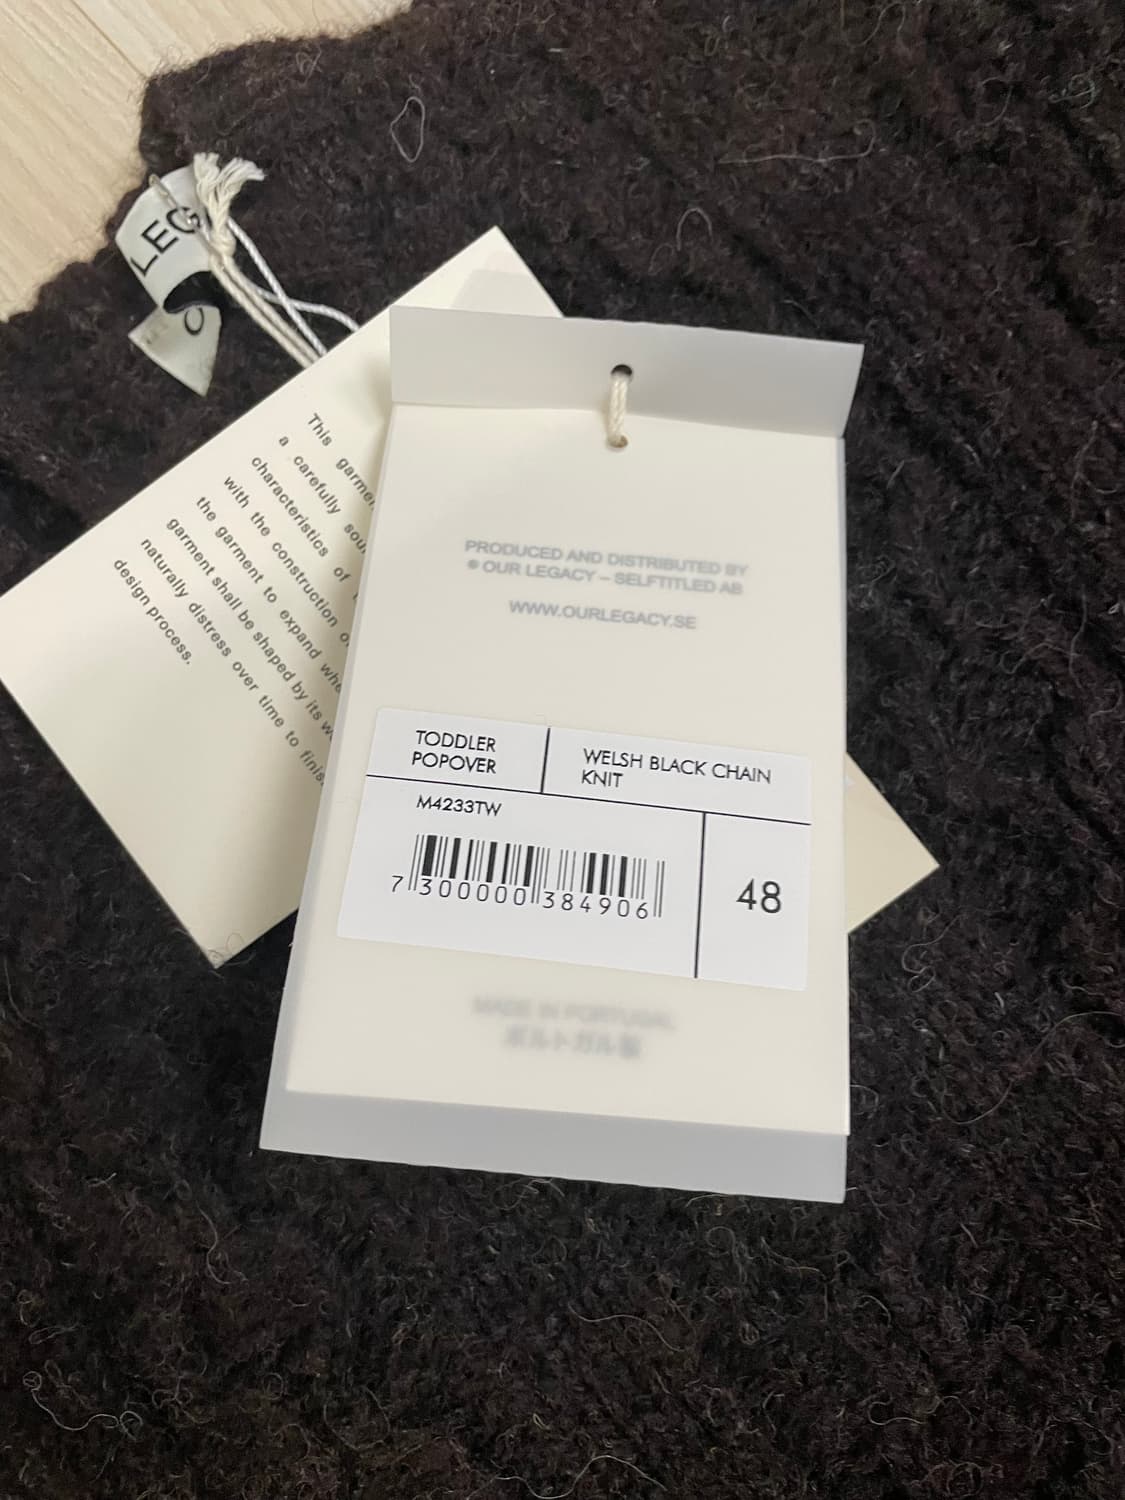 LEG
O
This garmen
a carefully sour
characteristics of
with the construction o
the garment to expand whe
garment shall be shaped by its w
naturally distress over time to finis
design process.
PRODUCED AND DISTRIBUTED BY
® OUR LEGACY – SELFTITLED AB
WWW.OURLEGACY.SE
TODDLER
POPOVER
WELSH BLACK CHAIN
KNIT
M4233TW
7 300000 384906
48
MADE IN PORTUGAL
ポルトガル製